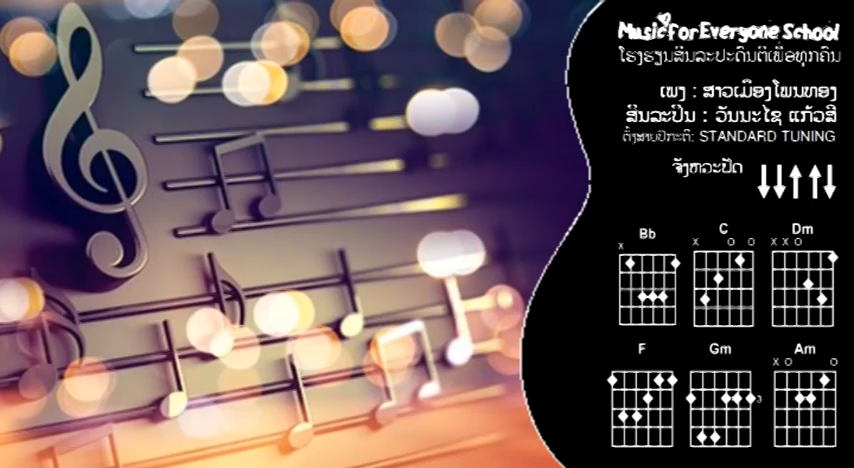 Music for Everyone School
ໂຮງຮຽນສິນລະປະດົນຕີເພື່ອທຸກຄົນ
ເພງ : ສາວເມືອງໂພນທອງ
ສິນລະປິນ : ວັນນະໄຊ ແກ້ວສີ
ຕັ້ງສາຍປົກະຕິ: STANDARD TUNING
ຈັງຫວະປັດ
Bb C Dm
x x o o x x o
F Gm Am
x o o
3